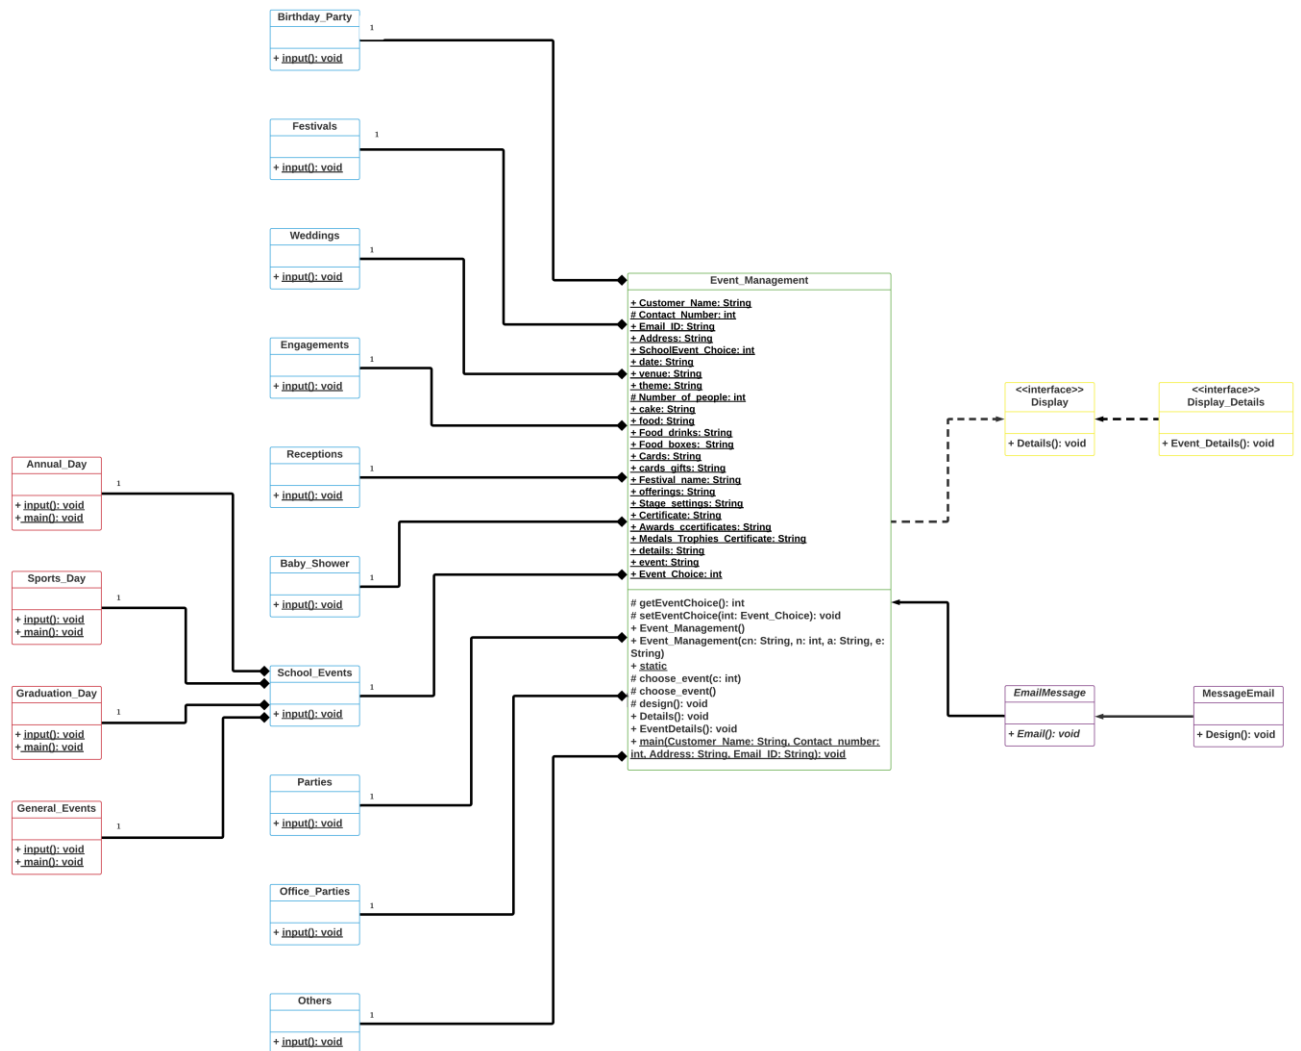 Birthday_Party
1
+ input(): void
Festivals
1
+ input(): void
Weddings
1
+ input(): void
Engagements
1
+ input(): void
Receptions
1
+ input(): void
Baby_Shower
1
+ input(): void
School_Events
1
+ input(): void
Parties
1
+ input(): void
Office_Parties
1
+ input(): void
Others
1
+ input(): void
Annual_Day
1
+ input(): void
+ main(): void
Sports_Day
1
+ input(): void
+ main(): void
Graduation_Day
1
+ input(): void
+ main(): void
General_Events
1
+ input(): void
+ main(): void
Event_Management
+ Customer_Name: String
# Contact_Number: int
+ Email_ID: String
+ Address: String
+ SchoolEvent_Choice: int
+ date: String
+ venue: String
+ theme: String
# Number_of_people: int
+ cake: String
+ food: String
+ Food_drinks: String
+ Food_boxes: String
+ Cards: String
+ cards_gifts: String
+ Festival_name: String
+ offerings: String
+ Stage_settings: String
+ Certificate: String
+ Awards_ccertificates: String
+ Medals_Trophies_Certificate: String
+ details: String
+ event: String
+ Event_Choice: int
# getEventChoice(): int
# setEventChoice(int: Event_Choice): void
+ Event_Management()
+ Event_Management(cn: String, n: int, a: String, e:
String)
+ static
# choose_event(c: int)
# choose_event()
# design(): void
+ Details(): void
+ EventDetails(): void
+ main(Customer_Name: String, Contact_number:
int, Address: String, Email_ID: String): void
<<interface>>
Display
+ Details(): void
<<interface>>
Display_Details
+ Event_Details(): void
EmailMessage
+ Email(): void
MessageEmail
+ Design(): void